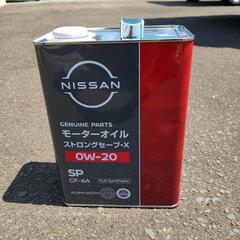 NISSAN
GENUINE PARTS
モーターオイル
ストロングセーブ・X
0W-20
SP
GF-6A
Fully Synthetic